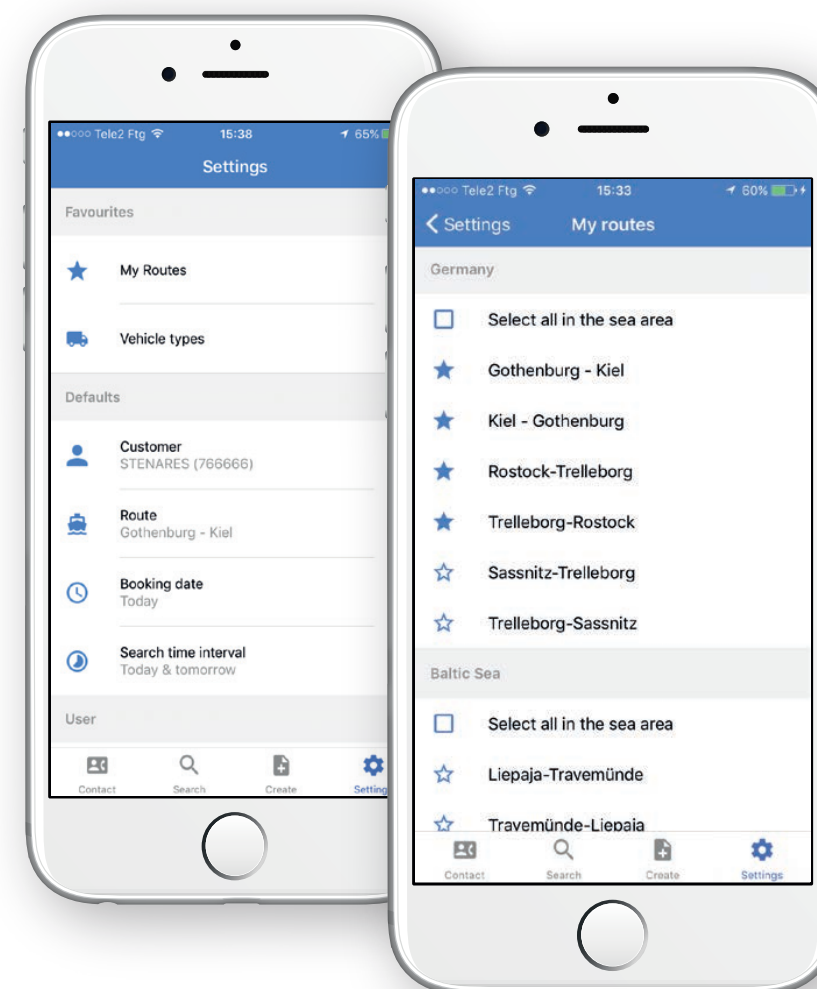 Tele2 Ftg 15:38 65%
Settings
Favourites
My Routes
Vehicle types
Defaults
Customer
STENARES (766666)
Route
Gothenburg - Kiel
Booking date
Today
Search time interval
Today & tomorrow
User
Contact Search Create Setting
Tele2 Ftg 15:33 60%
Settings My routes
Germany
Select all in the sea area
Gothenburg - Kiel
Kiel - Gothenburg
Rostock-Trelleborg
Trelleborg-Rostock
Sassnitz-Trelleborg
Trelleborg-Sassnitz
Baltic Sea
Select all in the sea area
Liepaja-Travemünde
Travemünde-Liepaja
Contact Search Create Settings